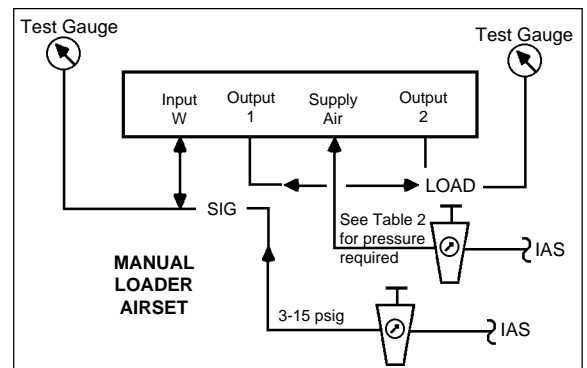 Test Gauge
Test Gauge
Input
W
Output
1
Supply
Air
Output
2
SIG
LOAD
See Table 2
for pressure
required
IAS
MANUAL
LOADER
AIRSET
3-15 psig
IAS